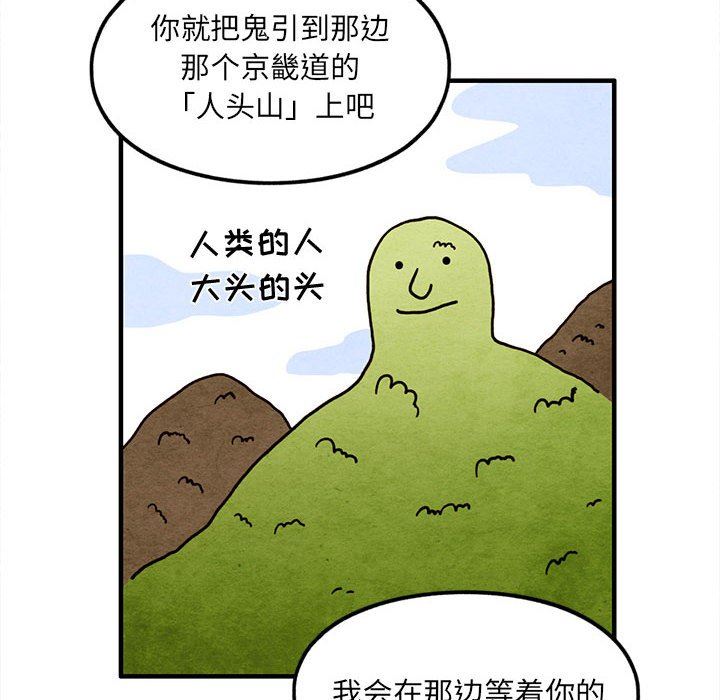 你就把鬼引到那边
那个京畿道的
「人头山」上吧
人类的人
大头的头
我会在那边等着你的